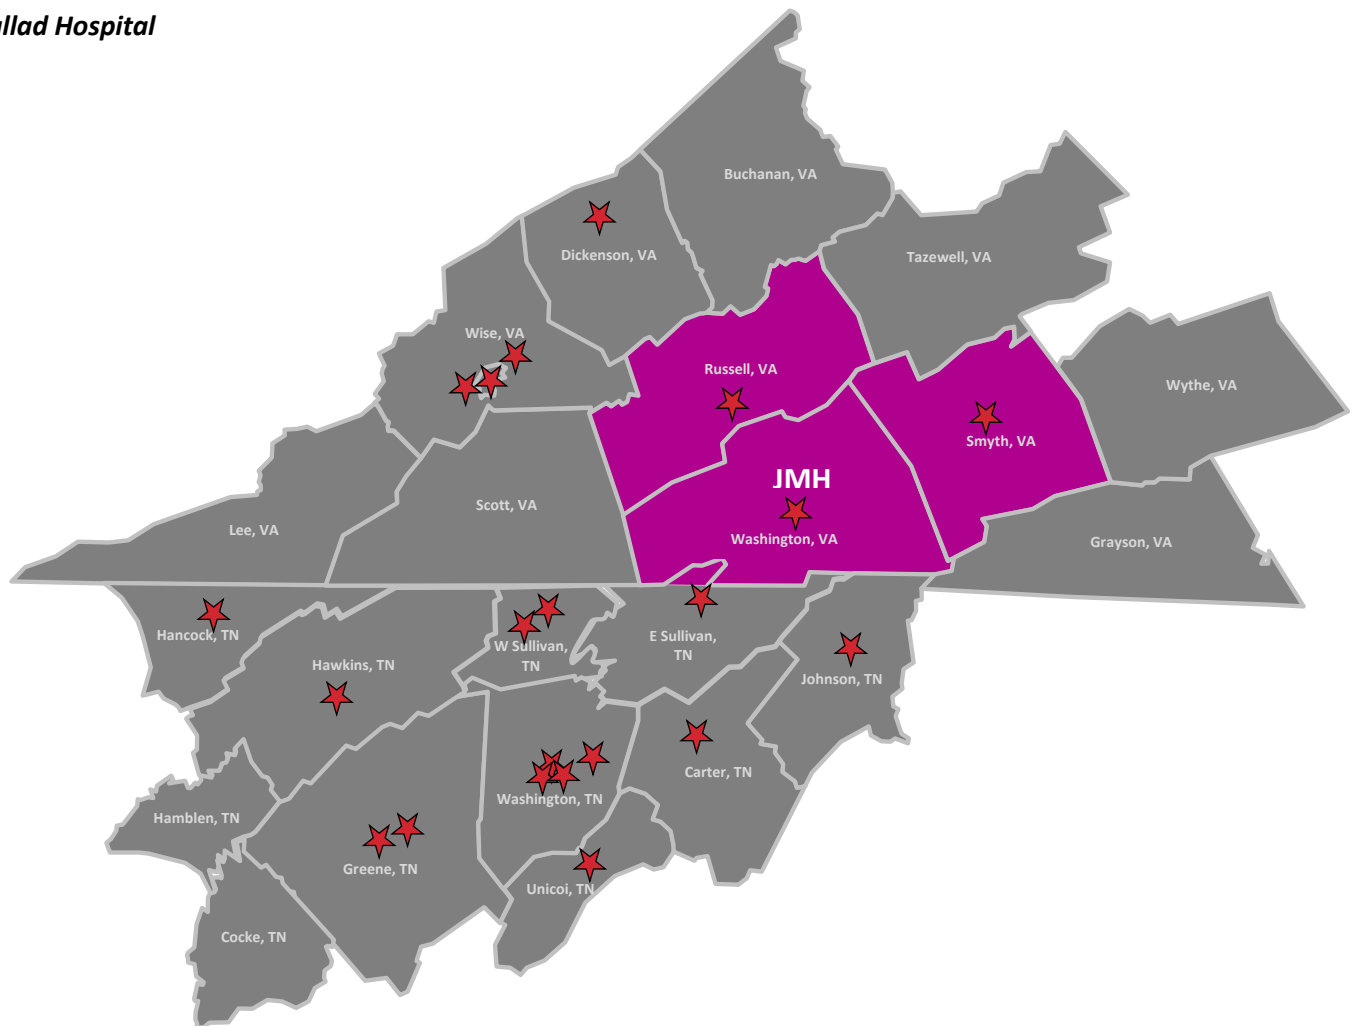 allad Hospital
Buchanan, VA
Dickenson, VA
Tazewell, VA
Wise, VA
Russell, VA
Wythe, VA
Smyth, VA
JMH
Scott, VA
Lee, VA
Washington, VA
Grayson, VA
Hancock, TN
W Sullivan,
TN
E Sullivan,
TN
Hawkins, TN
Johnson, TN
Carter, TN
Washington, TN
Hamblen, TN
Greene, TN
Unicoi, TN
Cocke, TN